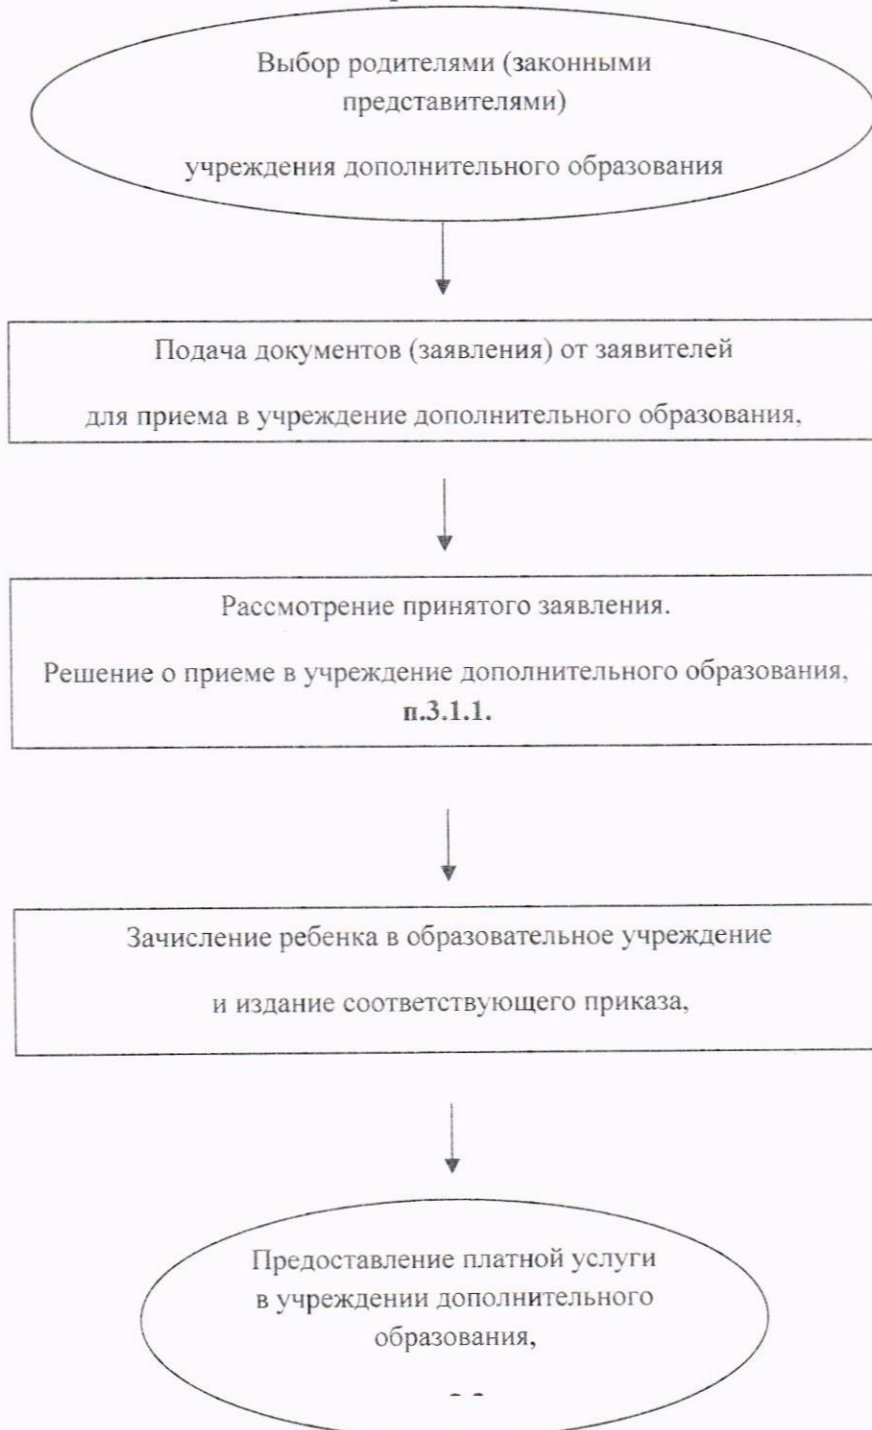 Выбор родителями (законными
представителями)
учреждения дополнительного образования
Подача документов (заявления) от заявителей
для приема в учреждение дополнительного образования,
Рассмотрение принятого заявления.
Решение о приеме в учреждение дополнительного образования,
п.3.1.1.
Зачисление ребенка в образовательное учреждение
и издание соответствующего приказа,
Предоставление платной услуги
в учреждении дополнительного
образования,